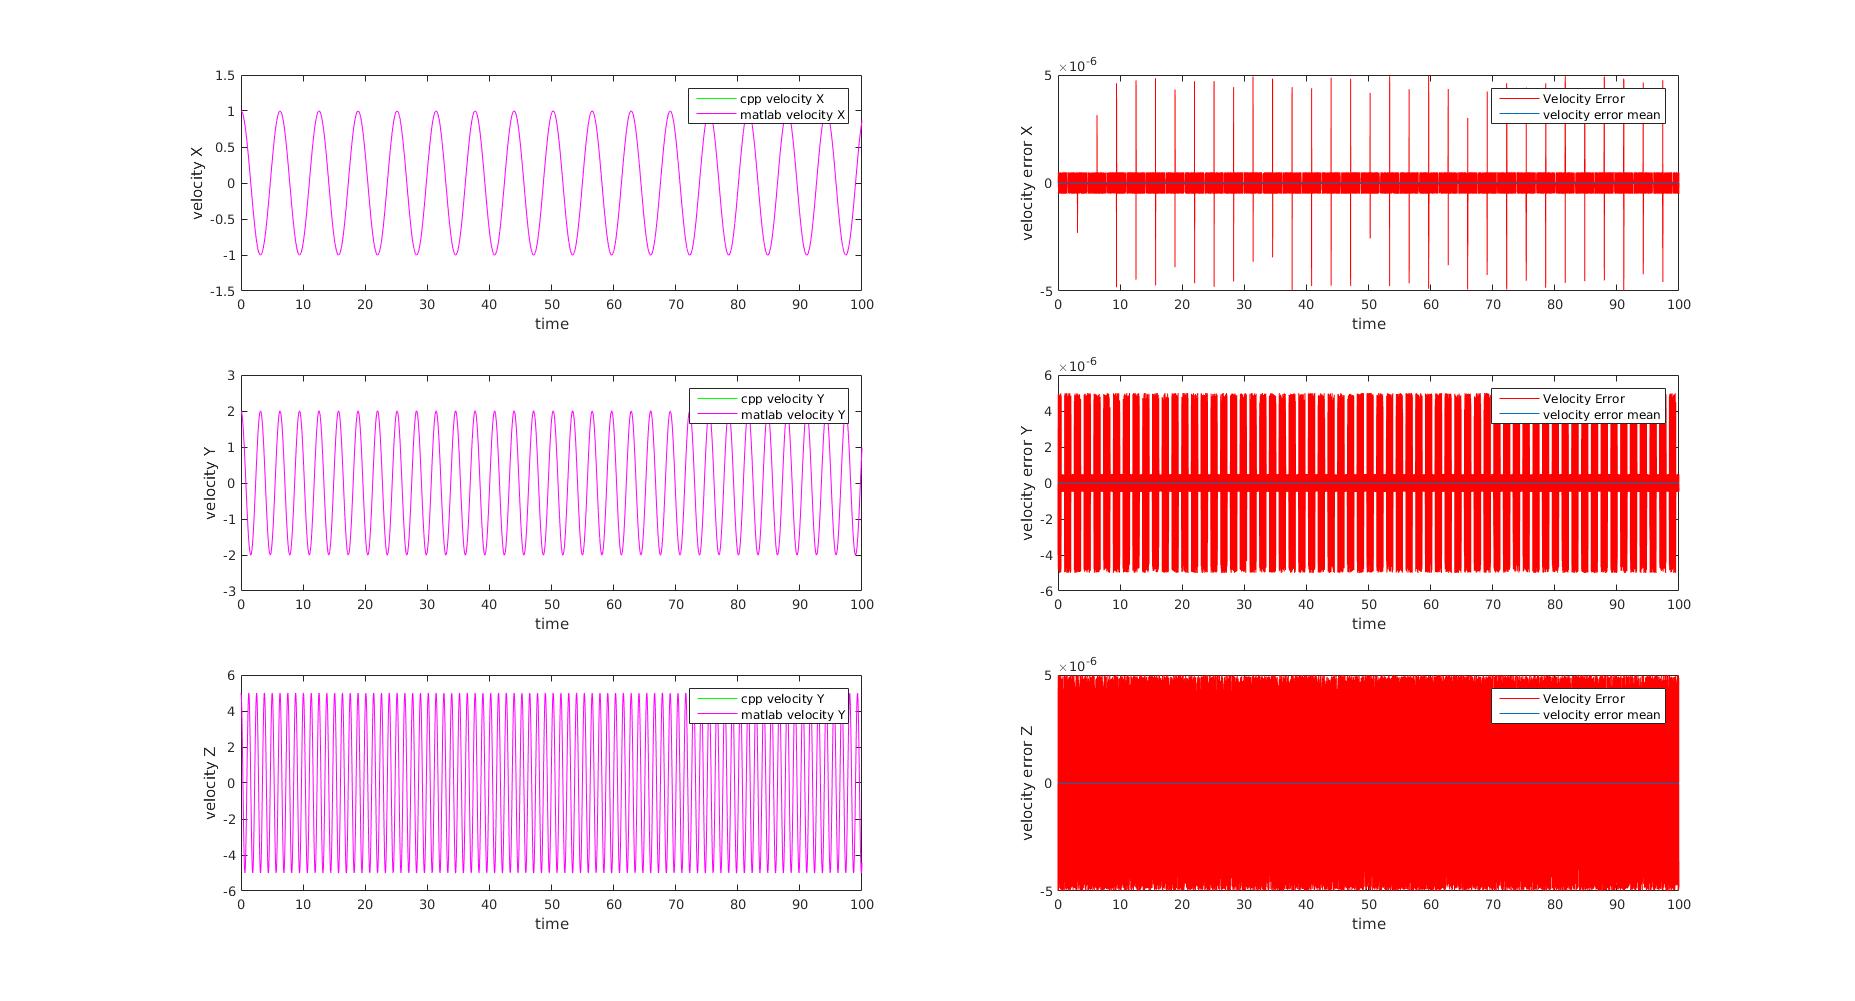 1.5
1
0.5
0
-0.5
-1
-1.5
velocity X
cpp velocity X
matlab velocity X
0 10 20 30 40 50 60 70 80 90 100
time
×10-6
5
0
-5
velocity error X
Velocity Error
velocity error mean
0 10 20 30 40 50 60 70 80 90 100
time
3
2
1
0
-1
-2
-3
velocity Y
cpp velocity Y
matlab velocity Y
0 10 20 30 40 50 60 70 80 90 100
time
×10-6
6
4
2
0
-2
-4
-6
velocity error Y
Velocity Error
velocity error mean
0 10 20 30 40 50 60 70 80 90 100
time
6
4
2
0
-2
-4
-6
velocity Z
cpp velocity Y
matlab velocity Y
0 10 20 30 40 50 60 70 80 90 100
time
×10-6
5
0
-5
velocity error Z
Velocity Error
velocity error mean
0 10 20 30 40 50 60 70 80 90 100
time